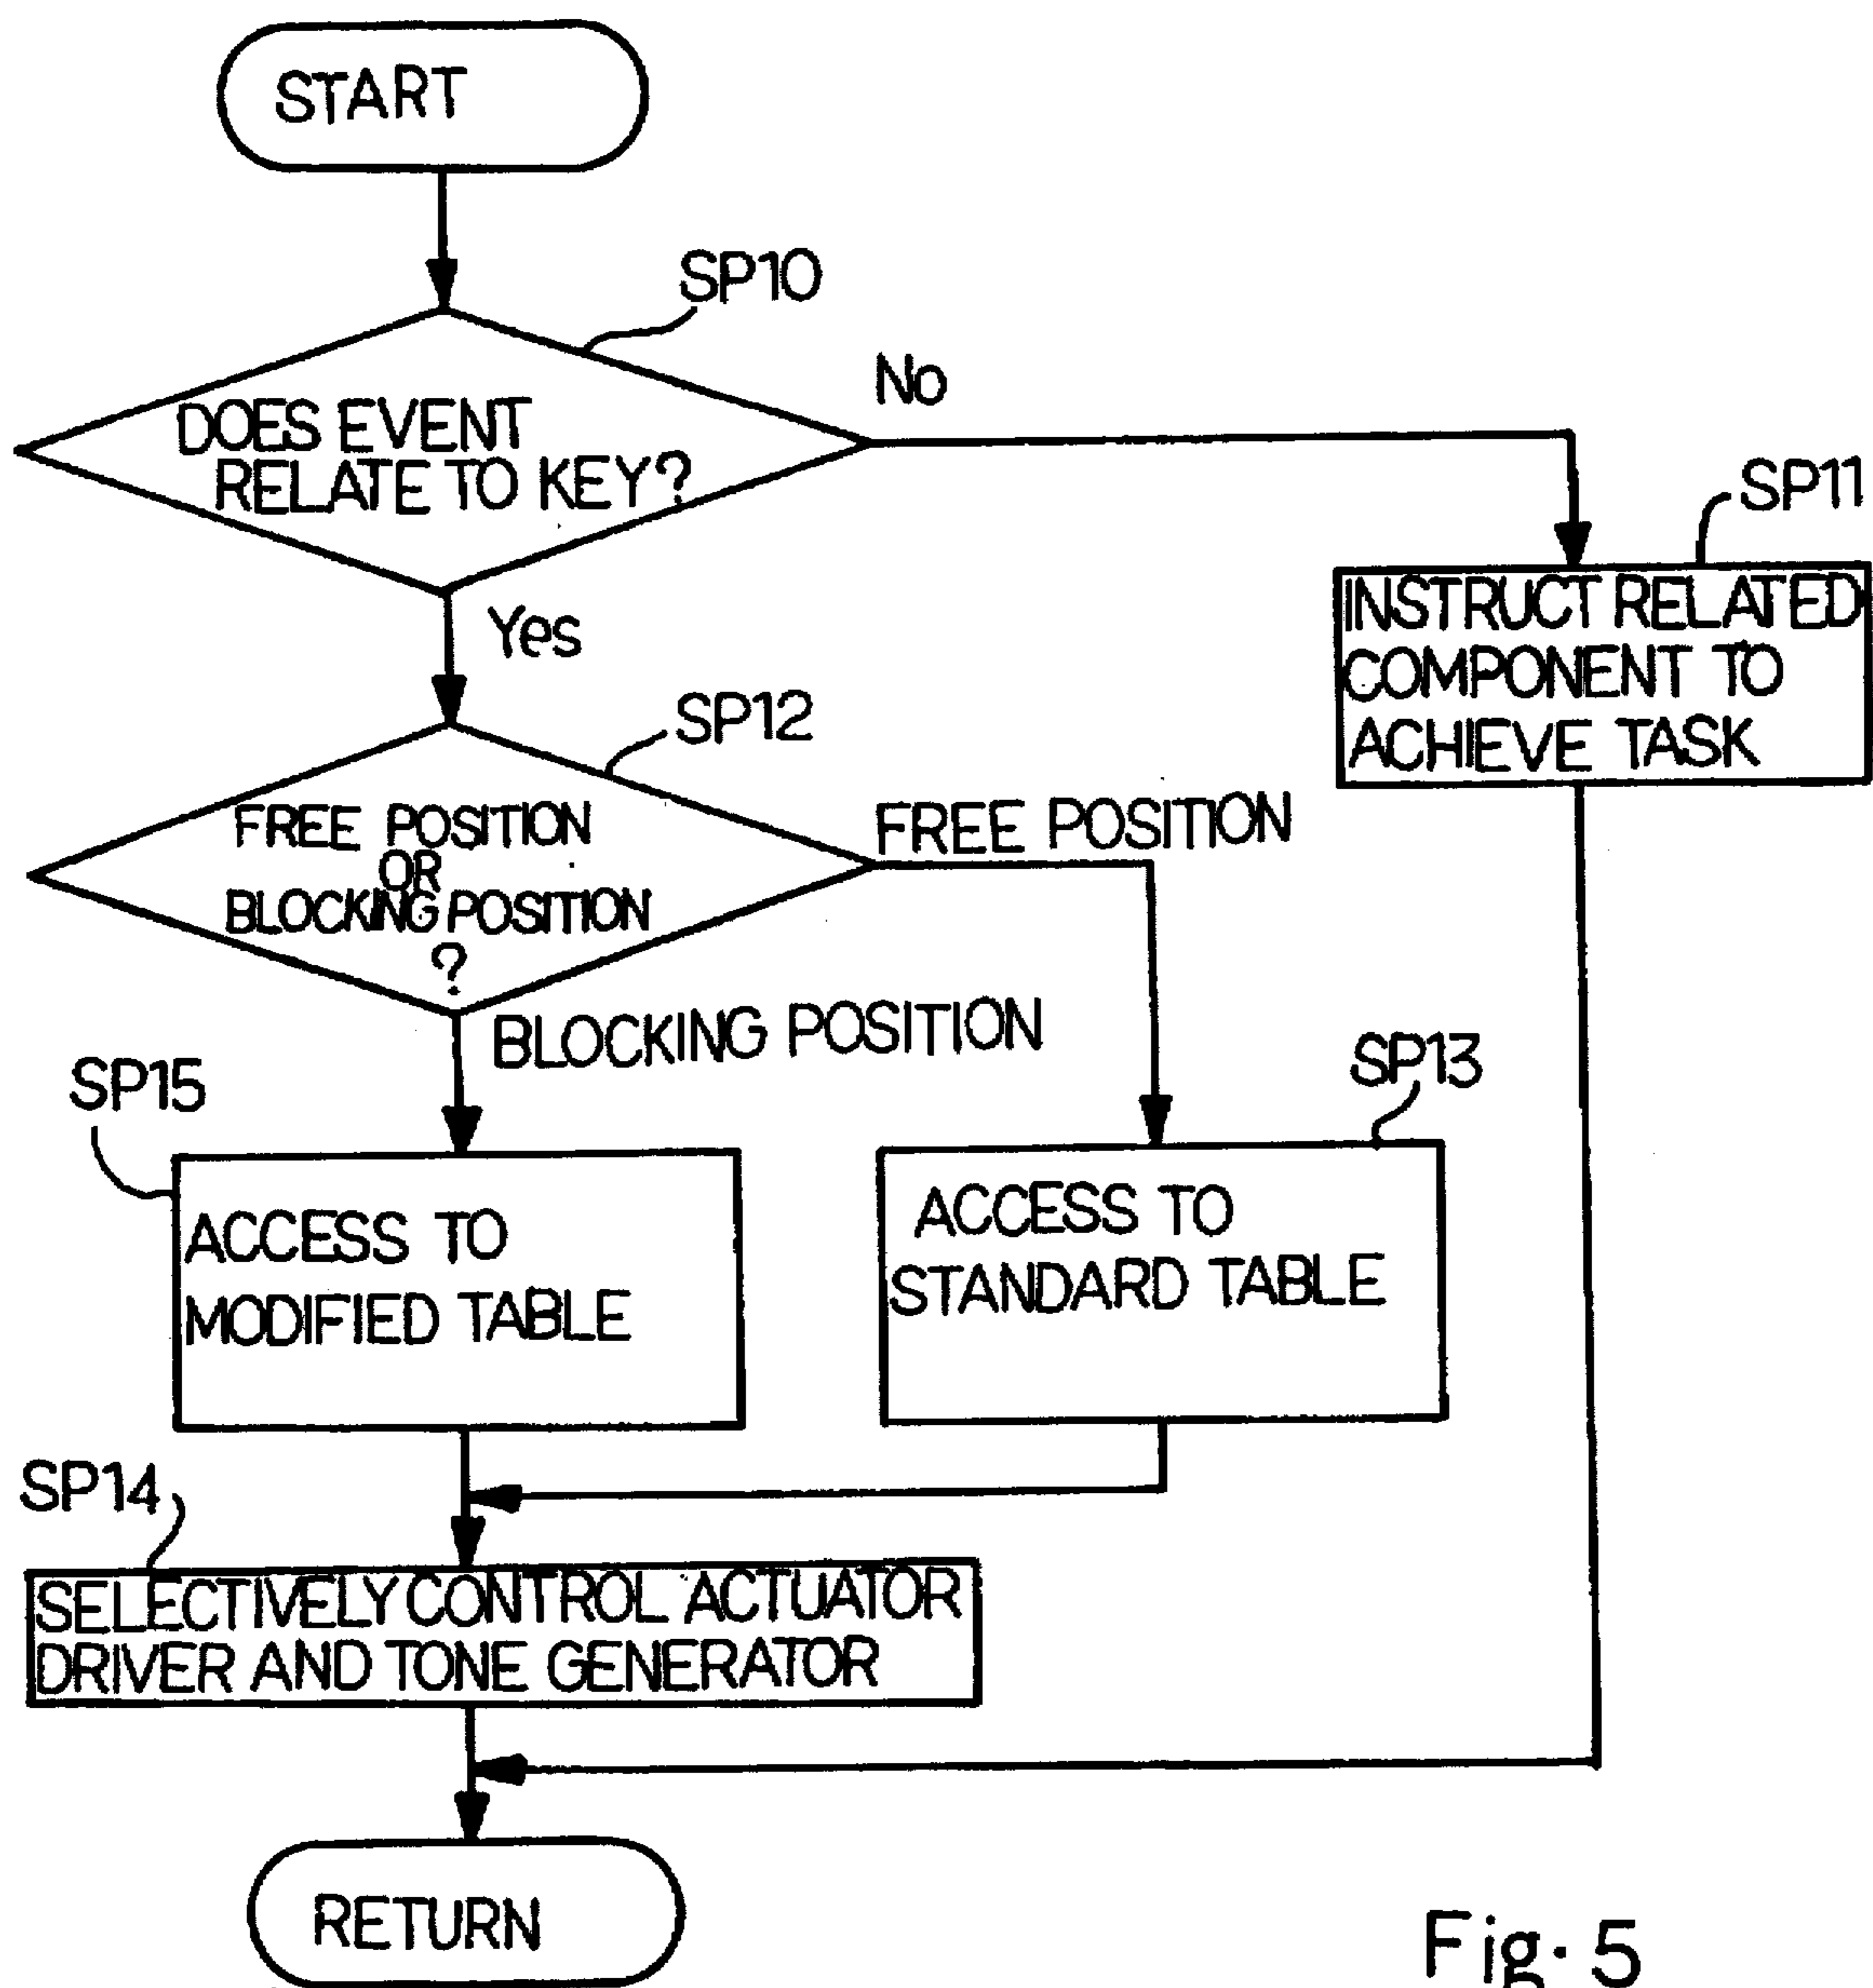 START
SP10
No
DOES EVENT
RELATE TO KEY?
SP11
INSTRUCT RELATED
COMPONENT TO
ACHIEVE TASK
Yes
SP12
FREE POSITION
OR
BLOCKING POSITION
?
FREE POSITION
BLOCKING POSITION
SP15
SP13
ACCESS TO
MODIFIED TABLE
ACCESS TO
STANDARD TABLE
SP14
SELECTIVELY CONTROL ACTUATOR
DRIVER AND TONE GENERATOR
RETURN
Fig. 5